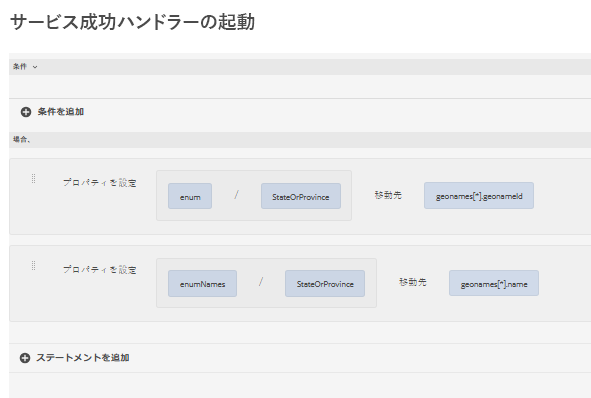 サービス成功ハンドラーの起動
条件
条件を追加
場合、
プロパティを設定 enum / StateOrProvince 移動先 geonames[*].geonameId
プロパティを設定 enumNames / StateOrProvince 移動先 geonames[*].name
ステートメントを追加